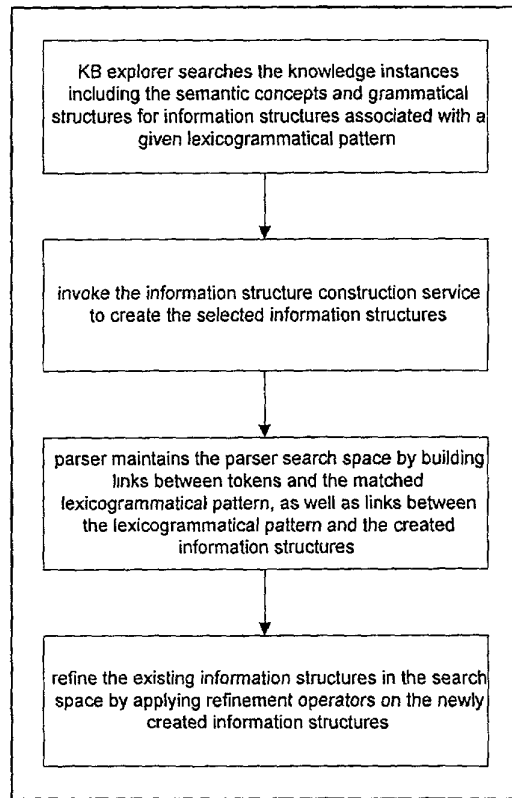 KB explorer searches the knowledge instances
including the semantic concepts and grammatical
structures for information structures associated with a
given lexicogrammatical pattern
invoke the information structure construction service
to create the selected information structures
parser maintains the parser search space by building
links between tokens and the matched
lexicogrammatical pattern, as well as links between
the lexicogrammatical pattern and the created
information structures
refine the existing information structures in the search
space by applying refinement operators on the newly
created information structures